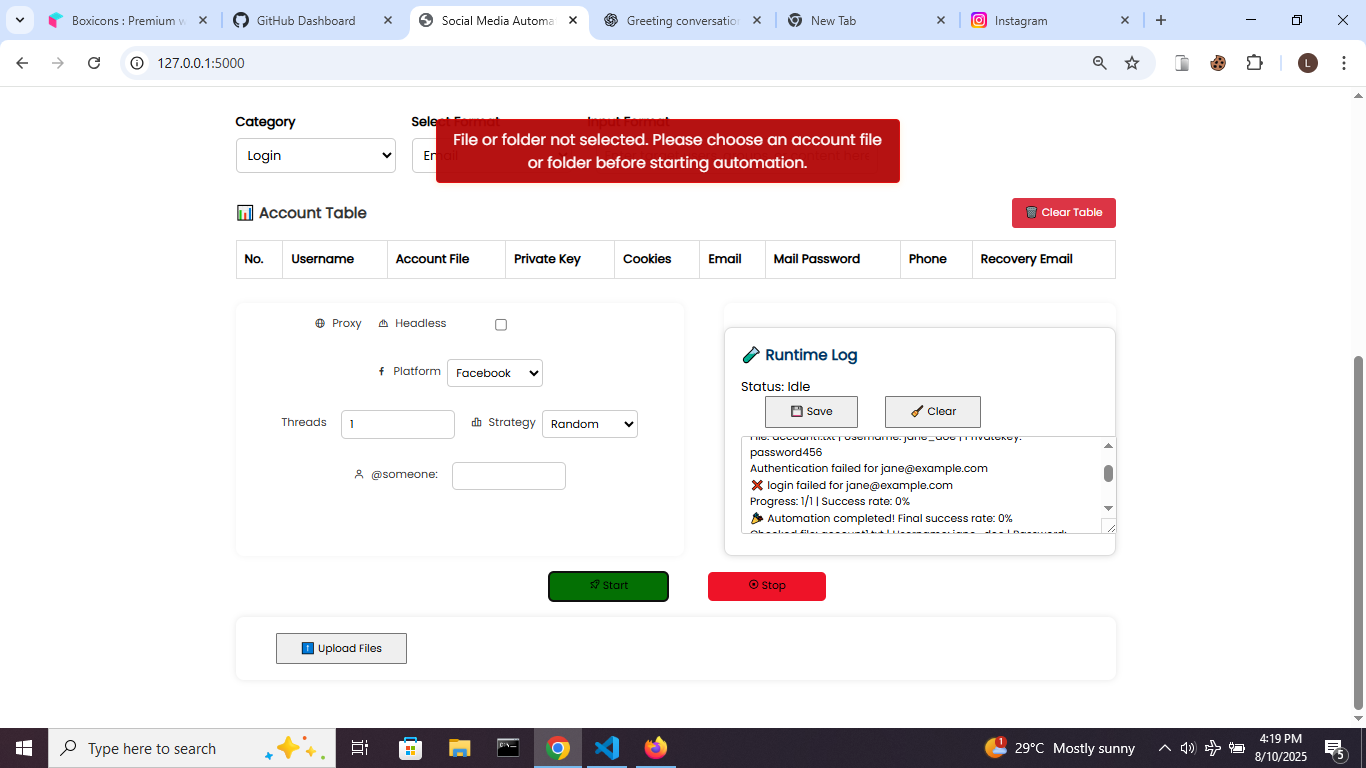 Boxicons : Premium w
GitHub Dashboard
Social Media Automa
Greeting conversation
New Tab
Instagram
127.0.0.1:5000
L
Category
Select Format
Input Format
Login
Em
File or folder not selected. Please choose an account file
or folder before starting automation.
Account Table
Clear Table
No. Username Account File Private Key Cookies Email Mail Password Phone Recovery Email
Proxy Headless
Platform Facebook
Threads 1 Strategy Random
@someone:
Runtime Log
Status: Idle
Save Clear
File: account1.txt | Username: jane_doe | Privatekey:
password456
Authentication failed for jane@example.com
❌ login failed for jane@example.com
Progress: 1/1 | Success rate: 0%
🎉 Automation completed! Final success rate: 0%
Checked file: account1.txt | Username: jane_doe | Password:
Start
Stop
Upload Files
Type here to search
1
29°C Mostly sunny
4:19 PM
8/10/2025
5